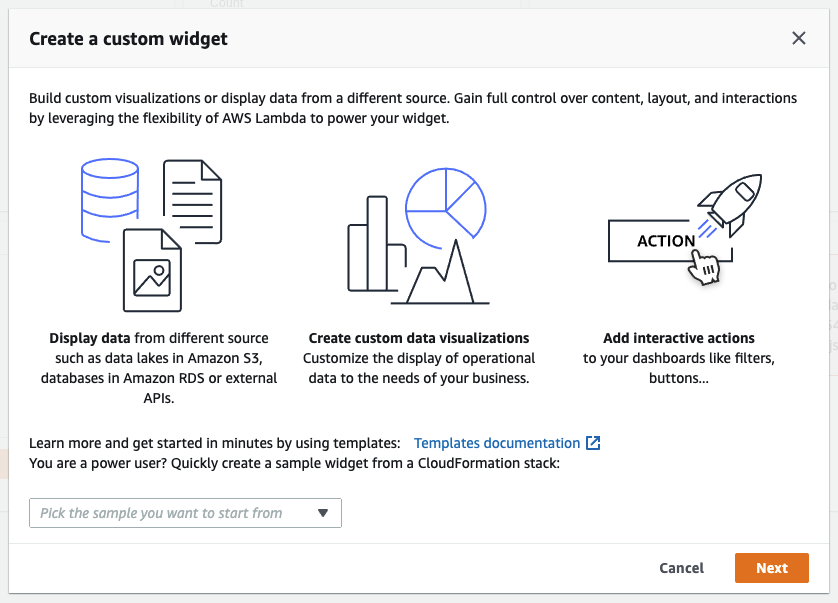 Count
Create a custom widget
Build custom visualizations or display data from a different source. Gain full control over content, layout, and interactions
by leveraging the flexibility of AWS Lambda to power your widget.
ACTION
Display data from different source
such as data lakes in Amazon S3,
databases in Amazon RDS or external
APIs.
Create custom data visualizations
Customize the display of operational
data to the needs of your business.
Add interactive actions
to your dashboards like filters,
buttons...
Learn more and get started in minutes by using templates: Templates documentation
You are a power user? Quickly create a sample widget from a CloudFormation stack:
Pick the sample you want to start from
Cancel Next